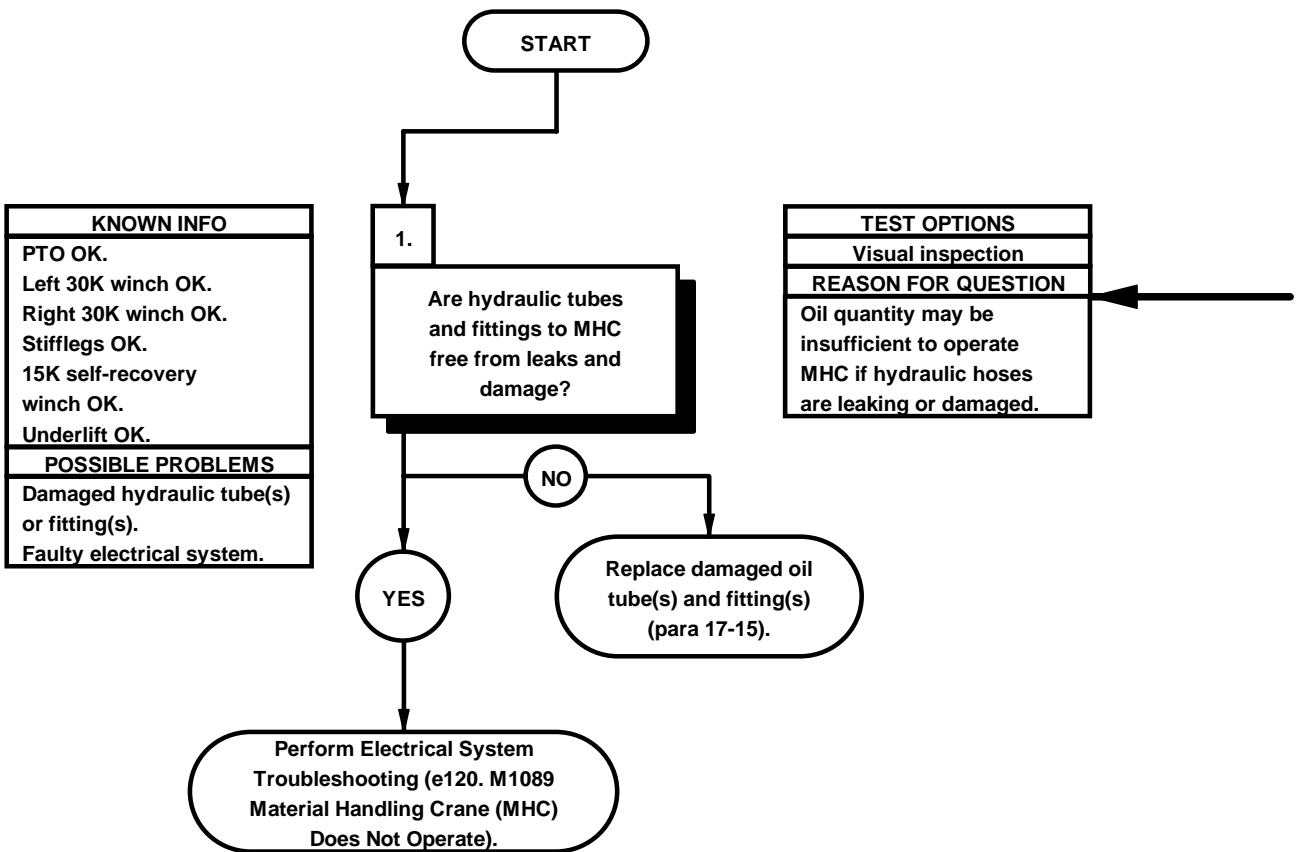 START
KNOWN INFO
PTO OK.
Left 30K winch OK.
Right 30K winch OK.
Stifflegs OK.
15K self-recovery
winch OK.
Underlift OK.
POSSIBLE PROBLEMS
Damaged hydraulic tube(s)
or fitting(s).
Faulty electrical system.
1.
Are hydraulic tubes
and fittings to MHC
free from leaks and
damage?
TEST OPTIONS
Visual inspection
REASON FOR QUESTION
Oil quantity may be
insufficient to operate
MHC if hydraulic hoses
are leaking or damaged.
NO
YES
Replace damaged oil
tube(s) and fitting(s)
(para 17-15).
Perform Electrical System
Troubleshooting (e120. M1089
Material Handling Crane (MHC)
Does Not Operate).